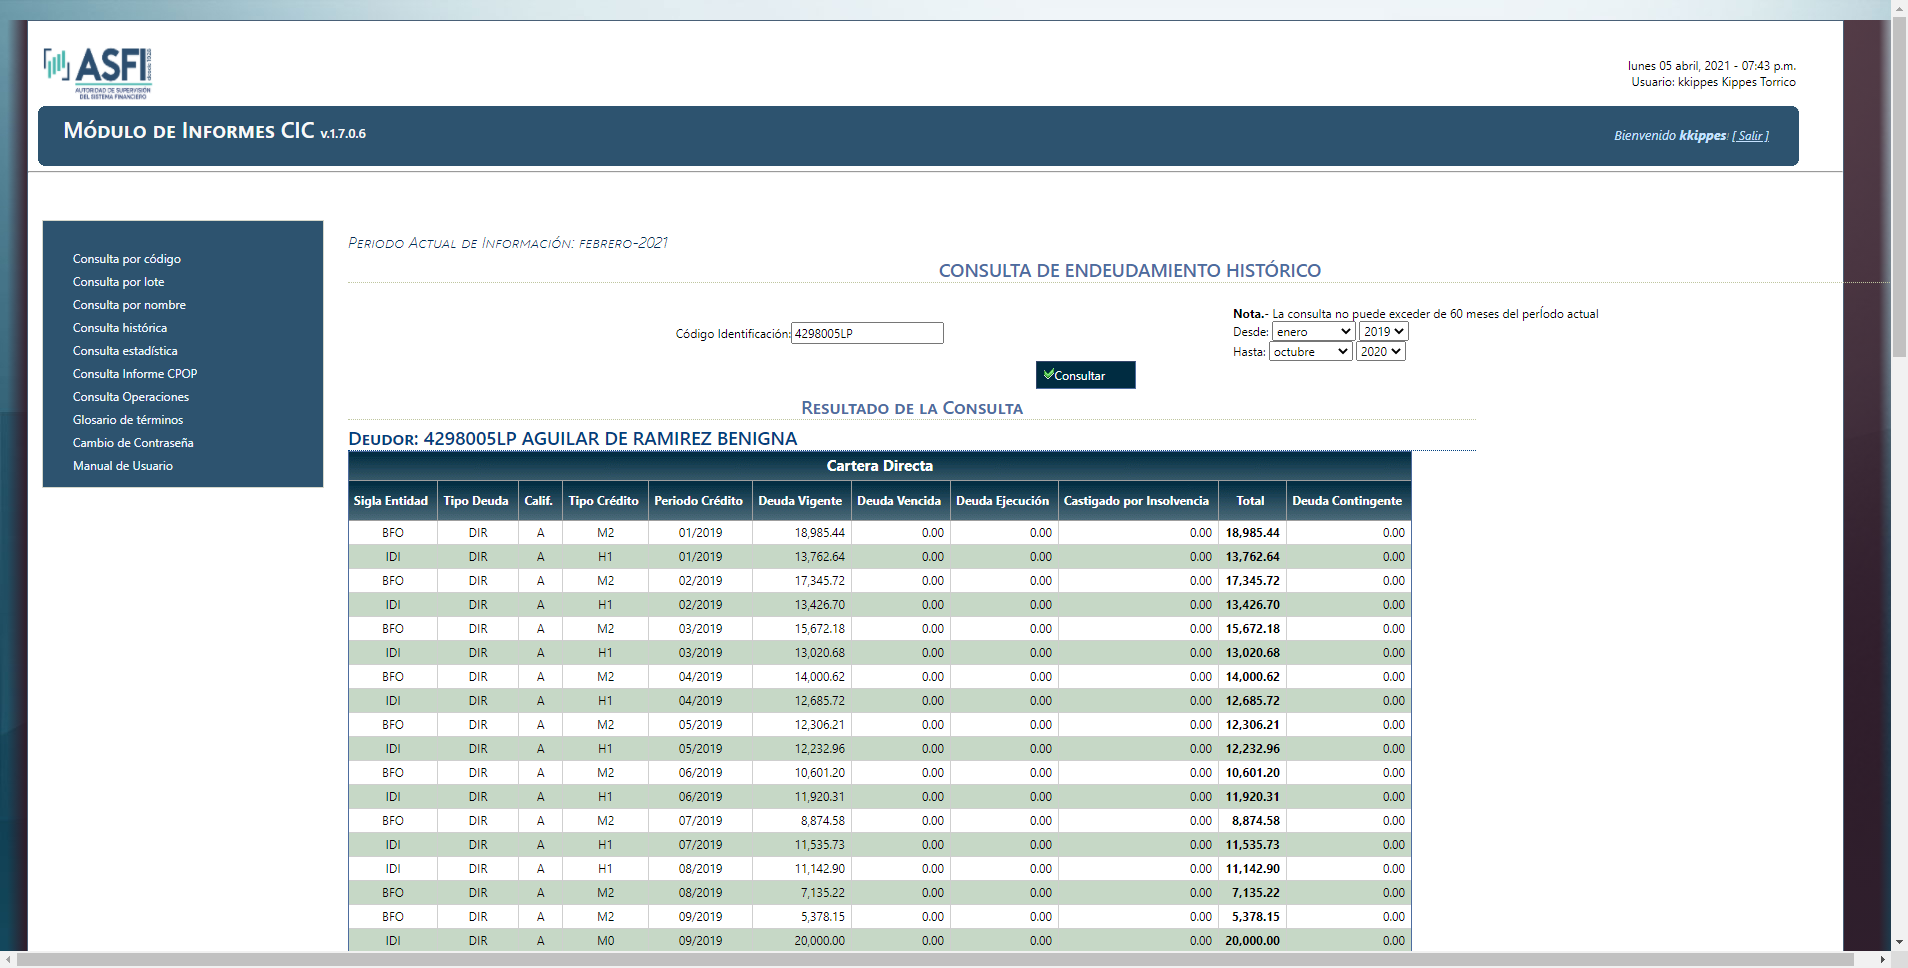 ASFI
desde 1928
AUTORIDAD DE SUPERVISIÓN
DEL SISTEMA FINANCIERO
lunes 05 abril, 2021 - 07:43 p.m.
Usuario: kkippes Kippes Torrico
Módulo de Informes CIC v.1.7.0.6
Bienvenido kkippes [ Salir ]
Consulta por código
Consulta por lote
Consulta por nombre
Consulta histórica
Consulta estadística
Consulta Informe CPOP
Consulta Operaciones
Glosario de términos
Cambio de Contraseña
Manual de Usuario
Periodo Actual de Información: febrero-2021
CONSULTA DE ENDEUDAMIENTO HISTÓRICO
Código Identificación: 4298005LP
Nota.- La consulta no puede exceder de 60 meses del perÍodo actual
Desde: enero 2019
Hasta: octubre 2020
Consultar
Resultado de la Consulta
Deudor: 4298005LP AGUILAR DE RAMIREZ BENIGNA
Cartera Directa
Sigla Entidad Tipo Deuda Calif. Tipo Crédito Periodo Crédito Deuda Vigente Deuda Vencida Deuda Ejecución Castigado por Insolvencia Total Deuda Contingente
BFO DIR A M2 01/2019 18,985.44 0.00 0.00 0.00 18,985.44 0.00
IDI DIR A H1 01/2019 13,762.64 0.00 0.00 0.00 13,762.64 0.00
BFO DIR A M2 02/2019 17,345.72 0.00 0.00 0.00 17,345.72 0.00
IDI DIR A H1 02/2019 13,426.70 0.00 0.00 0.00 13,426.70 0.00
BFO DIR A M2 03/2019 15,672.18 0.00 0.00 0.00 15,672.18 0.00
IDI DIR A H1 03/2019 13,020.68 0.00 0.00 0.00 13,020.68 0.00
BFO DIR A M2 04/2019 14,000.62 0.00 0.00 0.00 14,000.62 0.00
IDI DIR A H1 04/2019 12,685.72 0.00 0.00 0.00 12,685.72 0.00
BFO DIR A M2 05/2019 12,306.21 0.00 0.00 0.00 12,306.21 0.00
IDI DIR A H1 05/2019 12,232.96 0.00 0.00 0.00 12,232.96 0.00
BFO DIR A M2 06/2019 10,601.20 0.00 0.00 0.00 10,601.20 0.00
IDI DIR A H1 06/2019 11,920.31 0.00 0.00 0.00 11,920.31 0.00
BFO DIR A M2 07/2019 8,874.58 0.00 0.00 0.00 8,874.58 0.00
IDI DIR A H1 07/2019 11,535.73 0.00 0.00 0.00 11,535.73 0.00
IDI DIR A H1 08/2019 11,142.90 0.00 0.00 0.00 11,142.90 0.00
BFO DIR A M2 08/2019 7,135.22 0.00 0.00 0.00 7,135.22 0.00
BFO DIR A M2 09/2019 5,378.15 0.00 0.00 0.00 5,378.15 0.00
IDI DIR A M0 09/2019 20,000.00 0.00 0.00 0.00 20,000.00 0.00